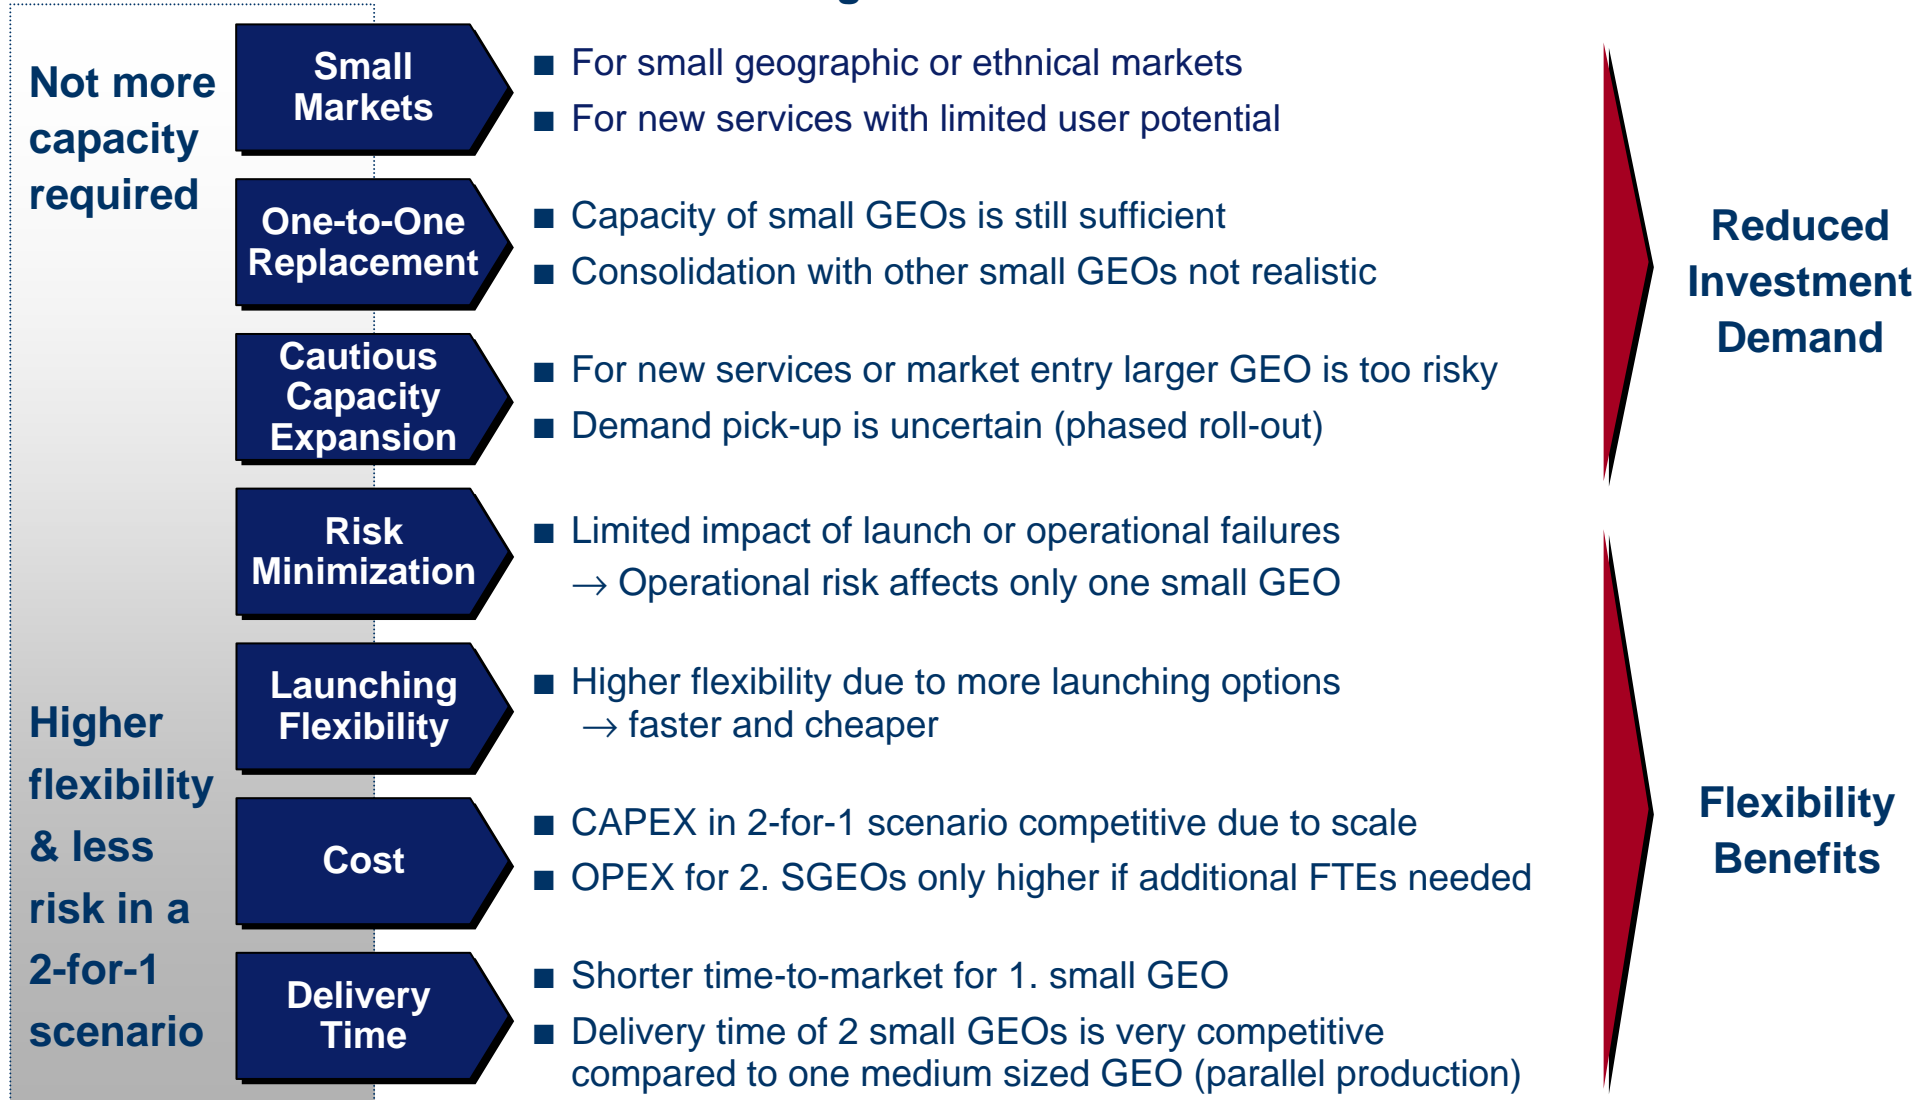 Not more
capacity
required
Small
Markets
■ For small geographic or ethnical markets
■ For new services with limited user potential
One-to-One
Replacement
■ Capacity of small GEOs is still sufficient
■ Consolidation with other small GEOs not realistic
Cautious
Capacity
Expansion
■ For new services or market entry larger GEO is too risky
■ Demand pick-up is uncertain (phased roll-out)
Reduced
Investment
Demand
Higher
flexibility
& less
risk in a
2-for-1
scenario
Risk
Minimization
■ Limited impact of launch or operational failures
→ Operational risk affects only one small GEO
Launching
Flexibility
■ Higher flexibility due to more launching options
→ faster and cheaper
Cost
■ CAPEX in 2-for-1 scenario competitive due to scale
■ OPEX for 2. SGEOs only higher if additional FTEs needed
Delivery
Time
■ Shorter time-to-market for 1. small GEO
■ Delivery time of 2 small GEOs is very competitive
compared to one medium sized GEO (parallel production)
Flexibility
Benefits